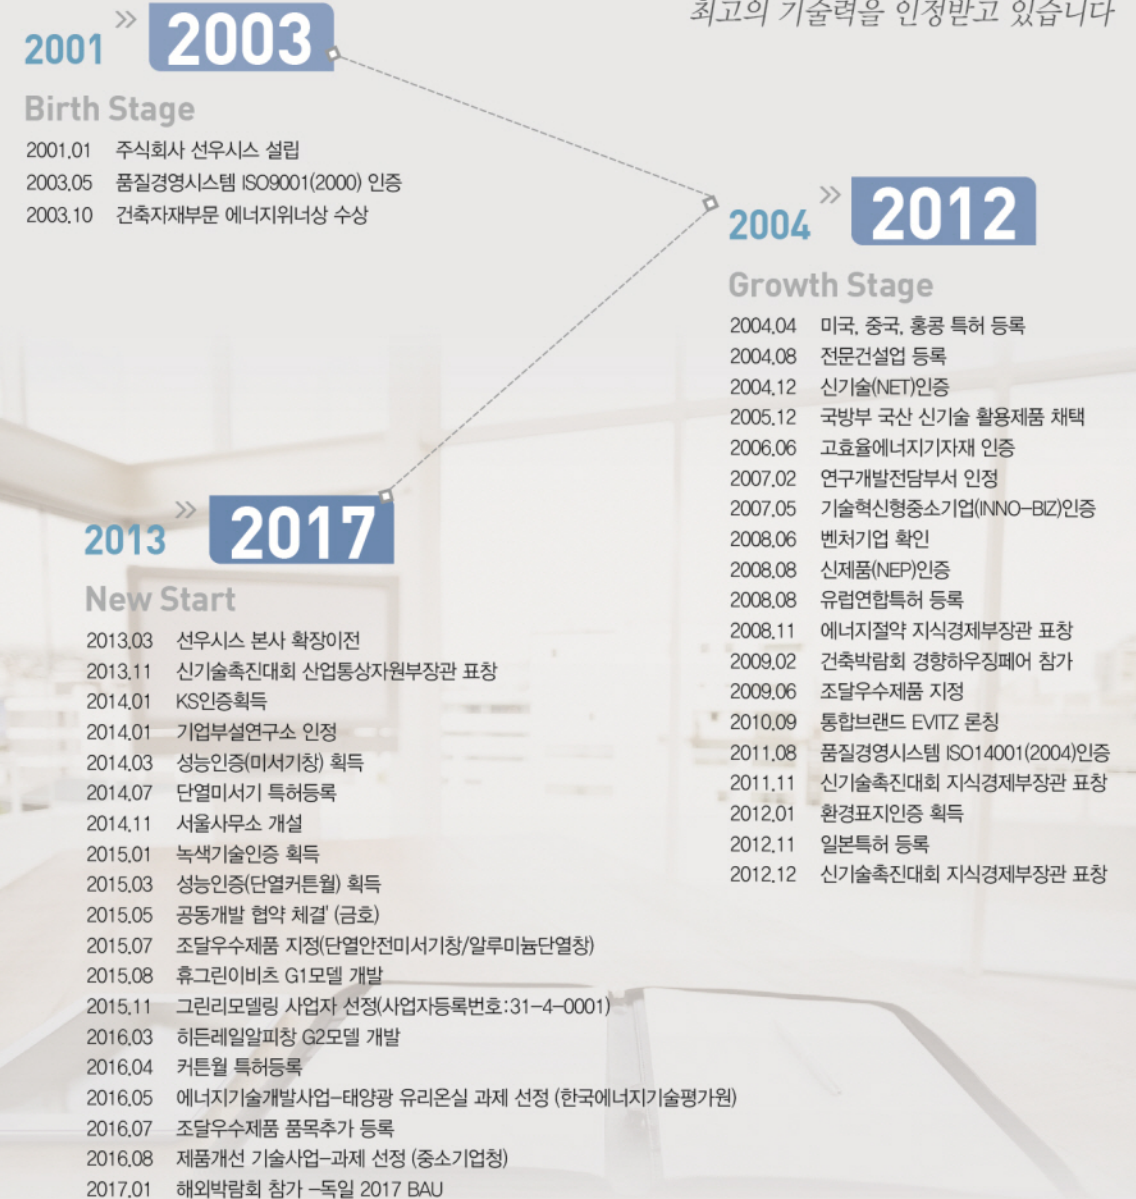 최고의 기술력을 인정받고 있습니다
2001 » 2003
Birth Stage
2001.01 주식회사 선우시스 설립
2003.05 품질경영시스템 ISO9001(2000) 인증
2003.10 건축자재부문 에너지위너상 수상
2004 » 2012
Growth Stage
2004.04 미국, 중국, 홍콩 특허 등록
2004.08 전문건설업 등록
2004.12 신기술(NET)인증
2005.12 국방부 국산 신기술 활용제품 채택
2006.06 고효율에너지기자재 인증
2007.02 연구개발전담부서 인정
2007.05 기술혁신형중소기업(INNO-BIZ)인증
2008.06 벤처기업 확인
2008.08 신제품(NEP)인증
2008.08 유럽연합특허 등록
2008.11 에너지절약 지식경제부장관 표창
2009.02 건축박람회 경향하우징페어 참가
2009.06 조달우수제품 지정
2010.09 통합브랜드 EVITZ 론칭
2011.08 품질경영시스템 ISO14001(2004)인증
2011.11 신기술촉진대회 지식경제부장관 표창
2012.01 환경표지인증 획득
2012.11 일본특허 등록
2012.12 신기술촉진대회 지식경제부장관 표창
2013 » 2017
New Start
2013.03 선우시스 본사 확장이전
2013.11 신기술촉진대회 산업통상자원부장관 표창
2014.01 KS인증획득
2014.01 기업부설연구소 인정
2014.03 성능인증(미서기창) 획득
2014.07 단열미서기 특허등록
2014.11 서울사무소 개설
2015.01 녹색기술인증 획득
2015.03 성능인증(단열커튼월) 획득
2015.05 공동개발 협약 체결' (금호)
2015.07 조달우수제품 지정(단열안전미서기창/알루미늄단열창)
2015.08 휴그린이비츠 G1모델 개발
2015.11 그린리모델링 사업자 선정(사업자등록번호:31-4-0001)
2016.03 히든레일알피창 G2모델 개발
2016.04 커튼월 특허등록
2016.05 에너지기술개발사업-태양광 유리온실 과제 선정 (한국에너지기술평가원)
2016.07 조달우수제품 품목추가 등록
2016.08 제품개선 기술사업-과제 선정 (중소기업청)
2017.01 해외박람회 참가 -독일 2017 BAU